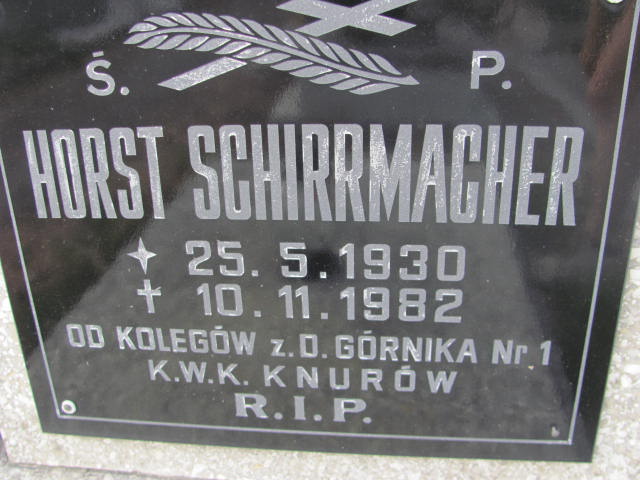 Ś. P.
HORST SCHIRRMACHER
25. 5. 1930
10. 11. 1982
OD KOLEGÓW z.D. GÓRNIKA Nr 1
K.W.K. KNURÓW
R.I.P.